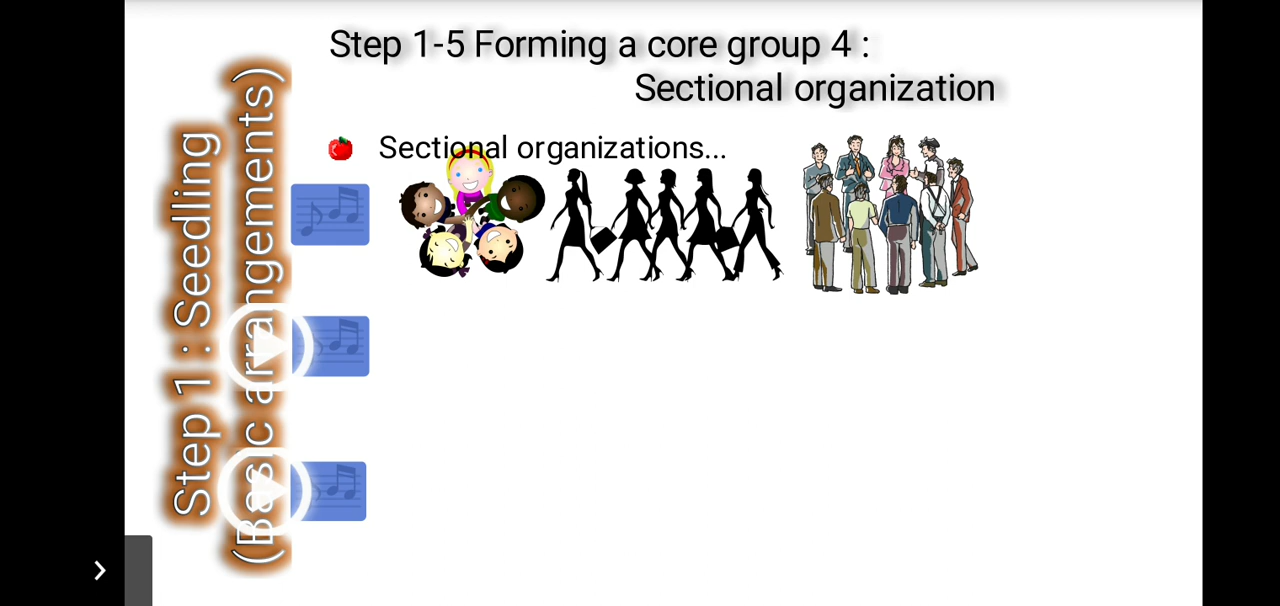 Step 1-5 Forming a core group 4 :
Sectional organization
Sectional organizations...
Step 1 : Seedling
(Basic arrangements)